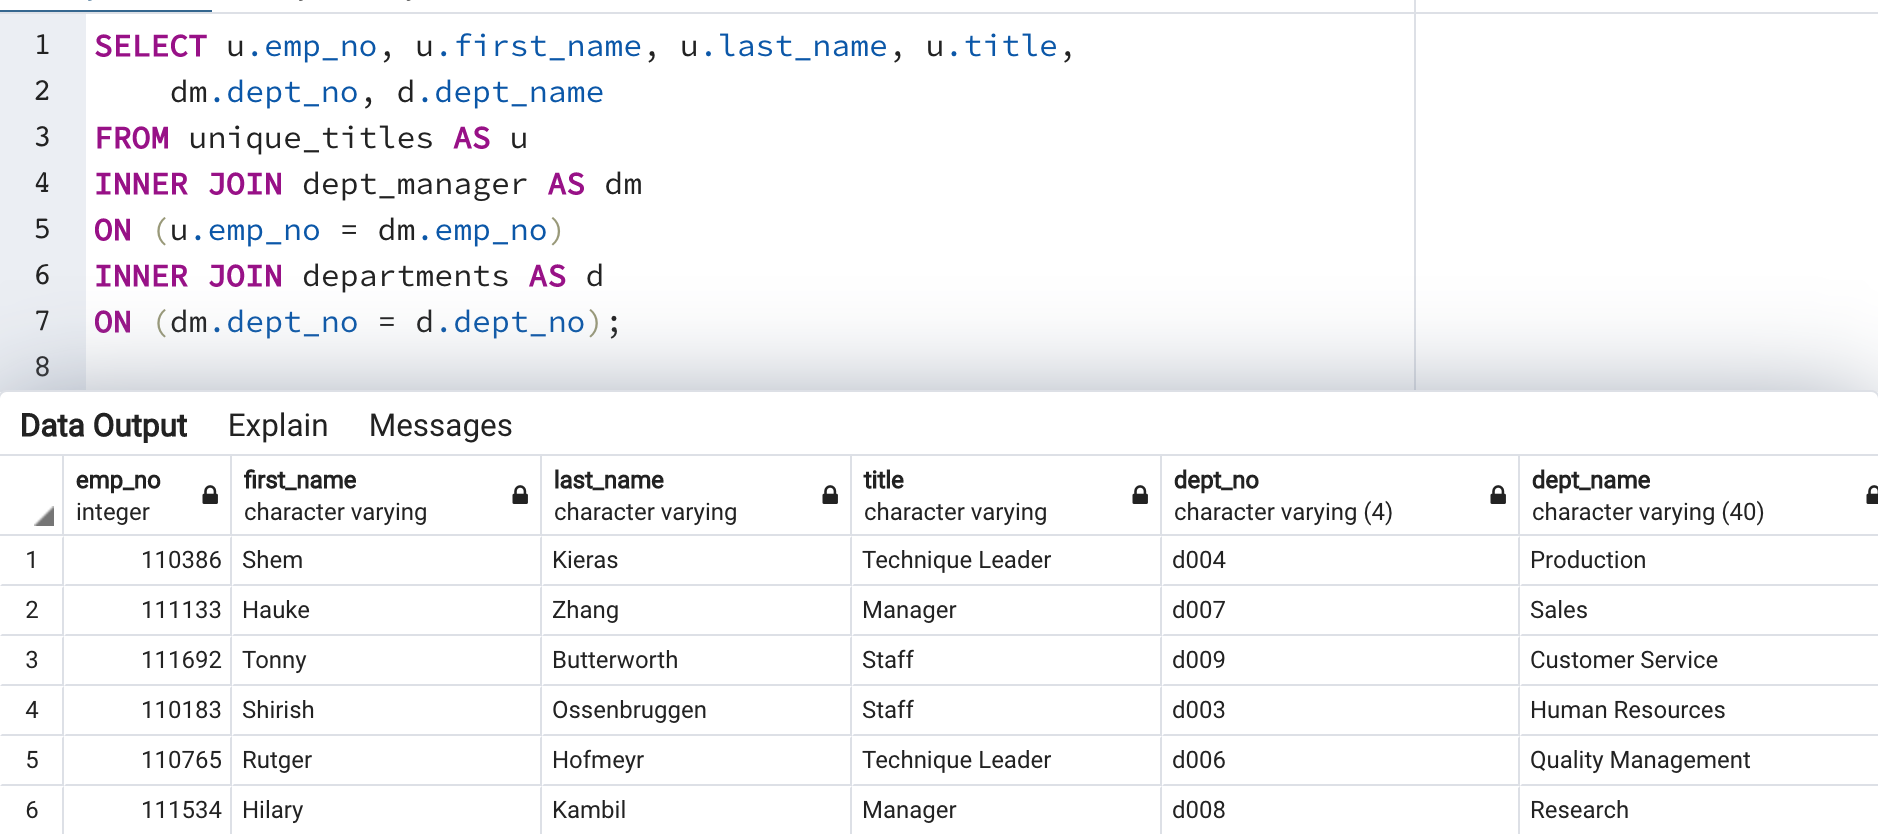 1 SELECT u.emp_no, u.first_name, u.last_name, u.title,
2 dm.dept_no, d.dept_name
3 FROM unique_titles AS u
4 INNER JOIN dept_manager AS dm
5 ON (u.emp_no = dm.emp_no)
6 INNER JOIN departments AS d
7 ON (dm.dept_no = d.dept_no);
8
Data Output Explain Messages
emp_no first_name last_name title dept_no dept_name
integer character varying character varying character varying character varying (4) character varying (40)
1 110386 Shem Kieras Technique Leader d004 Production
2 111133 Hauke Zhang Manager d007 Sales
3 111692 Tonny Butterworth Staff d009 Customer Service
4 110183 Shirish Ossenbruggen Staff d003 Human Resources
5 110765 Rutger Hofmeyr Technique Leader d006 Quality Management
6 111534 Hilary Kambil Manager d008 Research